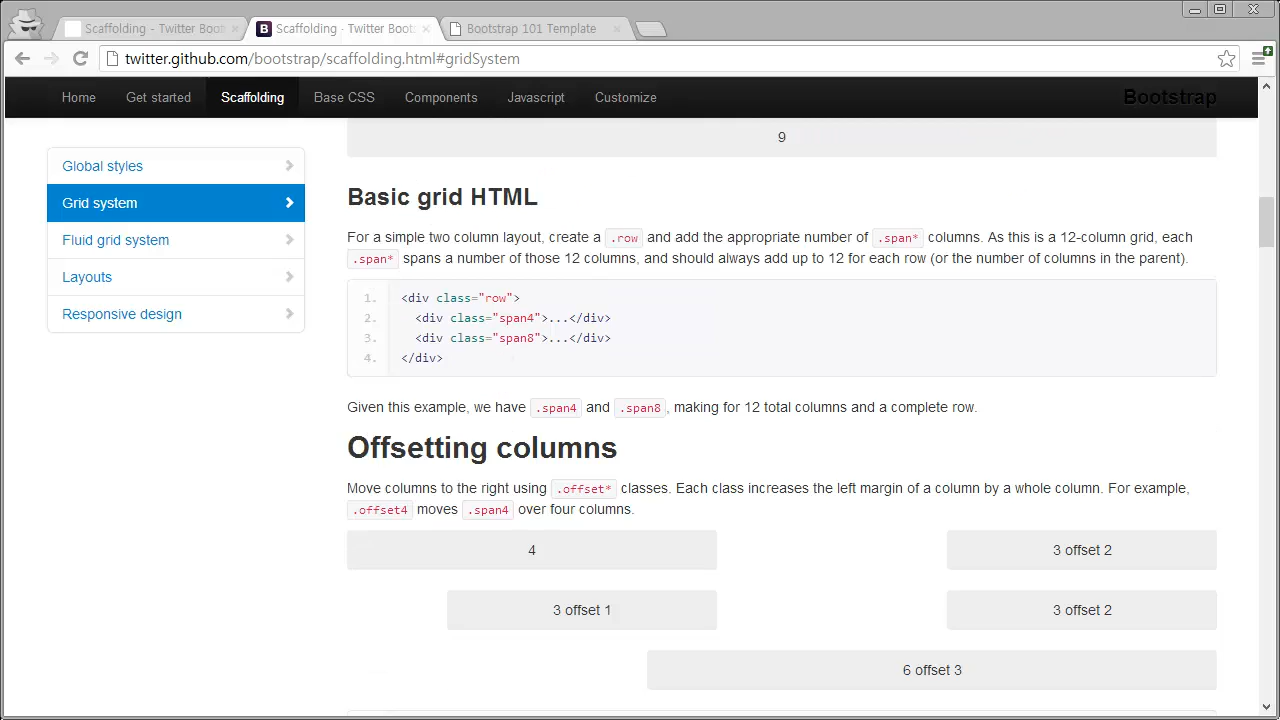 Scaffolding - Twitter Boot
Scaffolding - Twitter Boot
Bootstrap 101 Template
twitter.github.com/bootstrap/scaffolding.html#gridSystem
Home Get started Scaffolding Base CSS Components Javascript Customize Bootstrap
Global styles
Grid system
Fluid grid system
Layouts
Responsive design
9
Basic grid HTML
For a simple two column layout, create a .row and add the appropriate number of .span* columns. As this is a 12-column grid, each
.span* spans a number of those 12 columns, and should always add up to 12 for each row (or the number of columns in the parent).
1. <div class="row">
2. <div class="span4">...</div>
3. <div class="span8">...</div>
4. </div>
Given this example, we have .span4 and .span8, making for 12 total columns and a complete row.
Offsetting columns
Move columns to the right using .offset* classes. Each class increases the left margin of a column by a whole column. For example,
.offset4 moves .span4 over four columns.
4 3 offset 2
3 offset 1 3 offset 2
6 offset 3